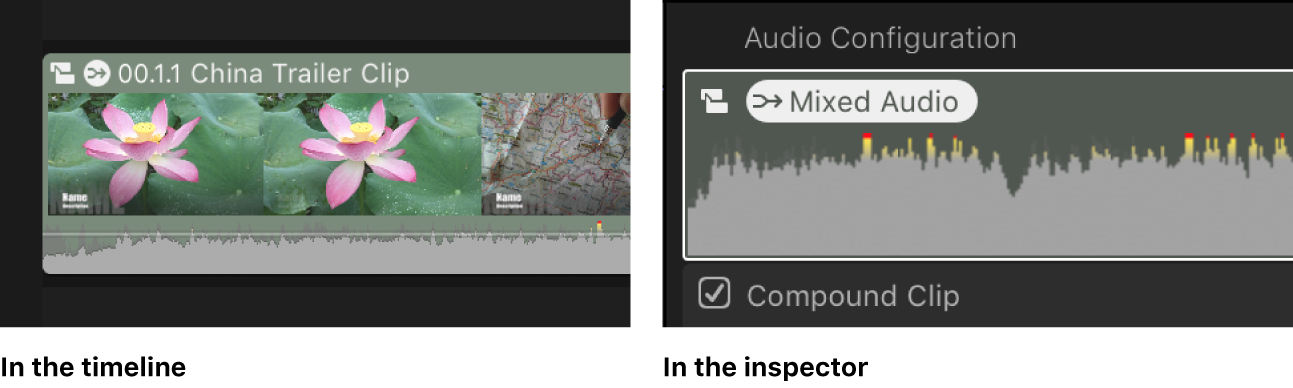 00.1.1 China Trailer Clip
Name
Description
Name
Description
In the timeline
Audio Configuration
Mixed Audio
Compound Clip
In the inspector